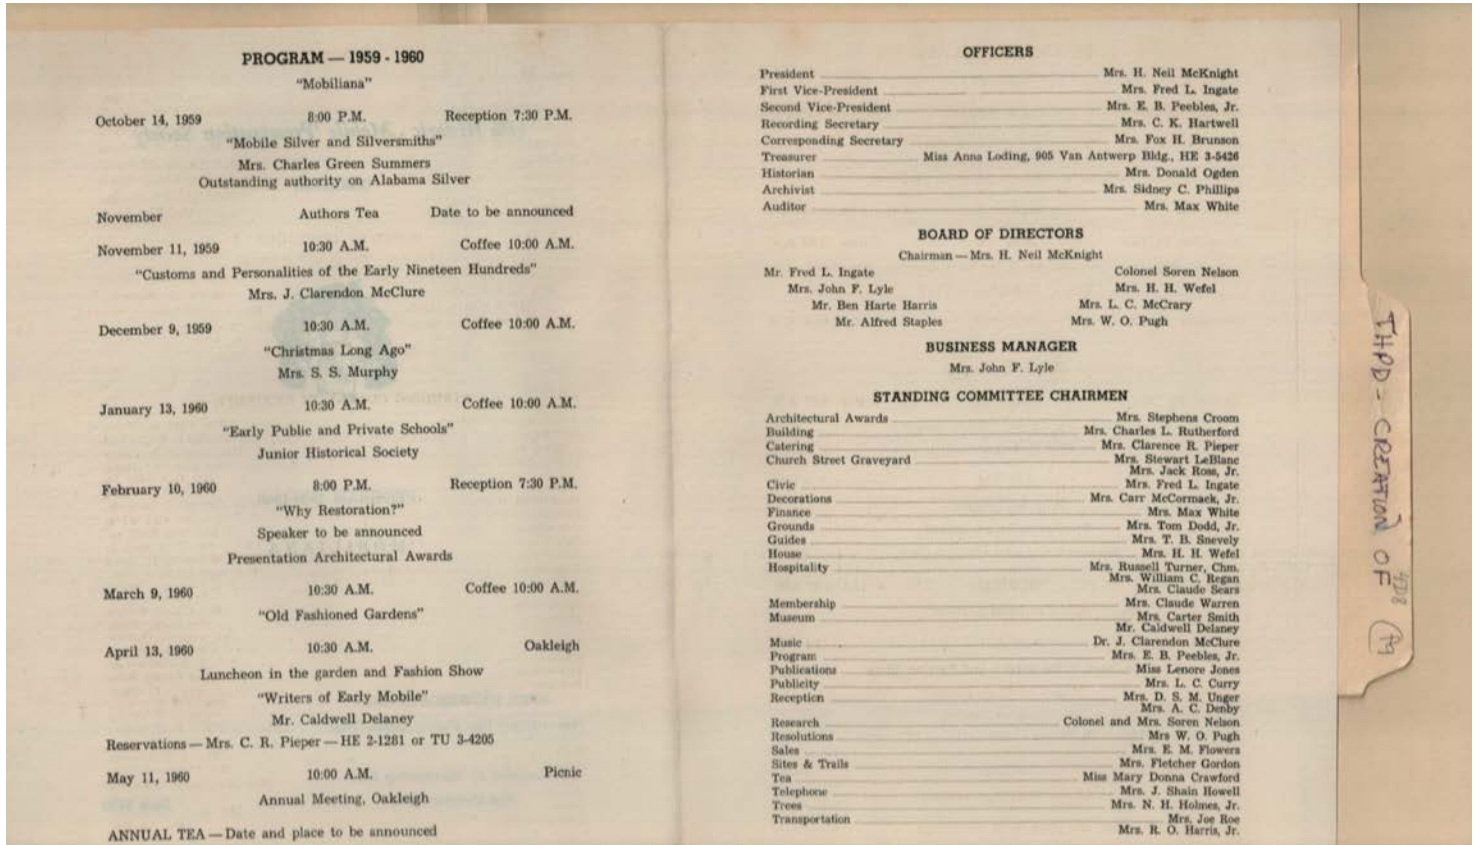 PROGRAM — 1959 - 1960
"Mobiliana"
October 14, 1959 8:00 P.M. Reception 7:30 P.M.
"Mobile Silver and Silversmiths"
Mrs. Charles Green Summers
Outstanding authority on Alabama Silver
November Authors Tea Date to be announced
November 11, 1959 10:30 A.M. Coffee 10:00 A.M.
"Customs and Personalities of the Early Nineteen Hundreds"
Mrs. J. Clarendon McClure
December 9, 1959 10:30 A.M. Coffee 10:00 A.M.
"Christmas Long Ago"
Mrs. S. S. Murphy
January 13, 1960 10:30 A.M. Coffee 10:00 A.M.
"Early Public and Private Schools"
Junior Historical Society
February 10, 1960 8:00 P.M. Reception 7:30 P.M.
"Why Restoration?"
Speaker to be announced
Presentation Architectural Awards
March 9, 1960 10:30 A.M. Coffee 10:00 A.M.
"Old Fashioned Gardens"
April 13, 1960 10:30 A.M. Oakleigh
Luncheon in the garden and Fashion Show
"Writers of Early Mobile"
Mr. Caldwell Delaney
Reservations — Mrs. C. R. Pieper — HE 2-1281 or TU 3-4205
May 11, 1960 10:00 A.M. Picnic
Annual Meeting, Oakleigh
ANNUAL TEA — Date and place to be announced
OFFICERS
President Mrs. H. Neil McKnight
First Vice-President Mrs. Fred L. Ingate
Second Vice-President Mrs. E. B. Peebles, Jr.
Recording Secretary Mrs. C. K. Hartwell
Corresponding Secretary Mrs. Fox H. Brunson
Treasurer Miss Anna Loding, 905 Van Antwerp Bldg., HE 3-5426
Historian Mrs. Donald Ogden
Archivist Mrs. Sidney C. Phillips
Auditor Mrs. Max White
BOARD OF DIRECTORS
Chairman — Mrs. H. Neil McKnight
Mr. Fred L. Ingate Colonel Soren Nelson
Mrs. John F. Lyle Mrs. H. H. Wefel
Mr. Ben Harte Harris Mrs. L. C. McCrary
Mr. Alfred Staples Mrs. W. O. Pugh
BUSINESS MANAGER
Mrs. John F. Lyle
STANDING COMMITTEE CHAIRMEN
Architectural Awards Mrs. Stephens Croom
Building Mrs. Charles L. Rutherford
Catering Mrs. Clarence R. Pieper
Church Street Graveyard Mrs. Stewart LeBlanc
Mrs. Jack Ross, Jr.
Civic Mrs. Fred L. Ingate
Decorations Mrs. Carr McCormack, Jr.
Finance Mrs. Max White
Grounds Mrs. Tom Dodd, Jr.
Guides Mrs. T. B. Snevely
House Mrs. H. H. Wefel
Hospitality Mrs. Russell Turner, Chm.
Mrs. William C. Regan
Mrs. Claude Sears
Membership Mrs. Claude Warren
Museum Mrs. Carter Smith
Mr. Caldwell Delaney
Music Dr. J. Clarendon McClure
Program Mrs. E. B. Peebles, Jr.
Publications Miss Lenore Jones
Publicity Mrs. L. C. Curry
Reception Mrs. D. S. M. Unger
Mrs. A. C. Denby
Research Colonel and Mrs. Soren Nelson
Resolutions Mrs W. O. Pugh
Sales Mrs. E. M. Flowers
Sites & Trails Mrs. Fletcher Gordon
Tea Miss Mary Donna Crawford
Telephone Mrs. J. Shain Howell
Trees Mrs. N. H. Holmes, Jr.
Transportation Mrs. Joe Roe
Mrs. R. O. Harris, Jr.
THPD - CREATION OF